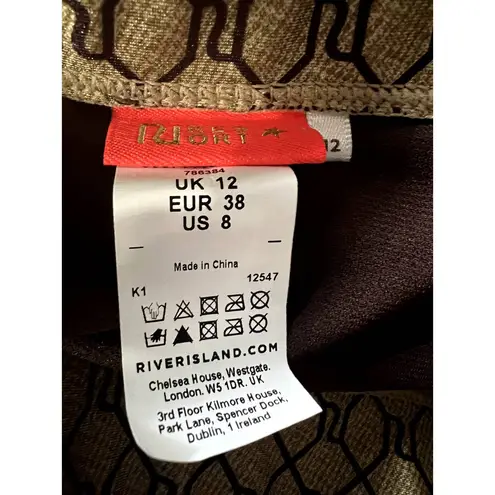 12
786384
UK 12
EUR 38
US 8
Made in China
K1
12547
RIVERISLAND.COM
Chelsea House, Westgate.
London. W5 1DR. UK
3rd Floor Kilmore House,
Park Lane, Spencer Dock,
Dublin, 1 Ireland